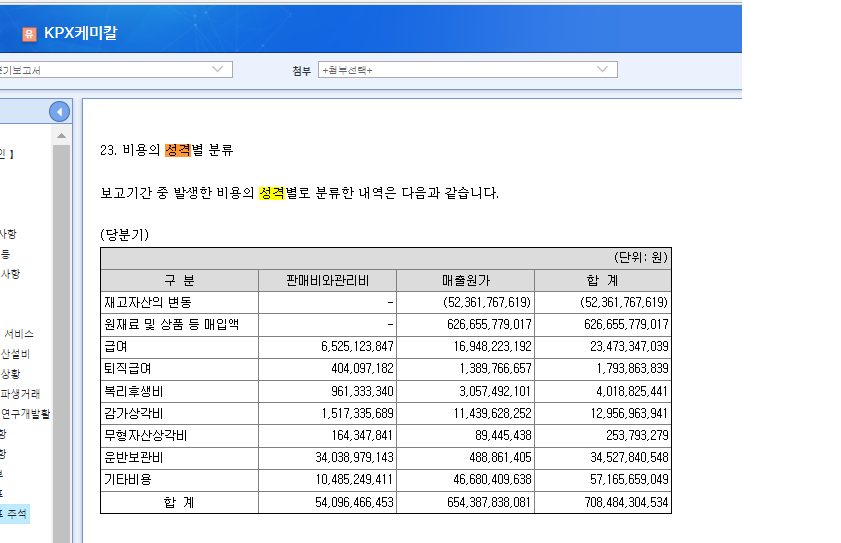 유 KPX케미칼
분기보고서 첨부 +첨부선택+
23. 비용의 성격별 분류
인 】
보고기간 중 발생한 비용의 성격별로 분류한 내역은 다음과 같습니다.
사항
등
사항
(당분기)
(단위: 원)
구 분 판매비와관리비 매출원가 합 계
재고자산의 변동 - (52,361,767,619) (52,361,767,619)
원재료 및 상품 등 매입액 - 626,655,779,017 626,655,779,017
급여 6,525,123,847 16,948,223,192 23,473,347,039
퇴직급여 404,097,182 1,389,766,657 1,793,863,839
복리후생비 961,333,340 3,057,492,101 4,018,825,441
감가상각비 1,517,335,689 11,439,628,252 12,956,963,941
무형자산상각비 164,347,841 89,445,438 253,793,279
운반보관비 34,038,979,143 488,861,405 34,527,840,548
기타비용 10,485,249,411 46,680,409,638 57,165,659,049
합 계 54,096,466,453 654,387,838,081 708,484,304,534
서비스
산설비
상황
파생거래
연구개발활
황
황
주석